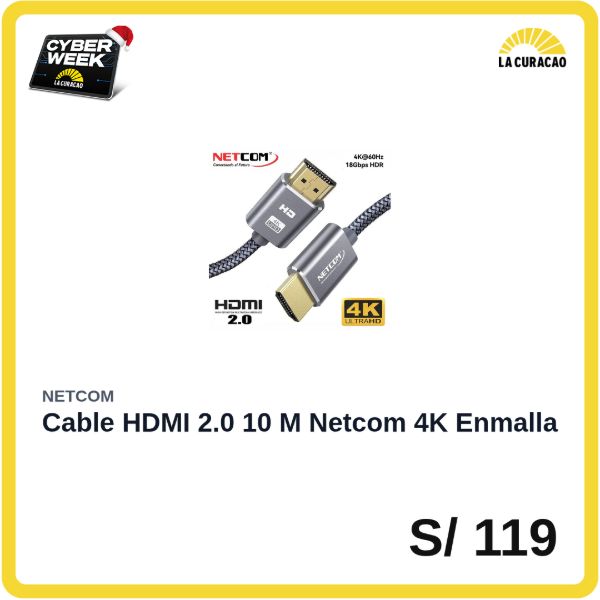 CYBER
WEEK
LA CURACAO
LA CURACAO
NETCOM
4K@60Hz
18Gbps HDR
HD
4K
NETCOM
HDMI
2.0
4K
ULTRAHD
NETCOM
Cable HDMI 2.0 10 M Netcom 4K Enmalla
S/ 119